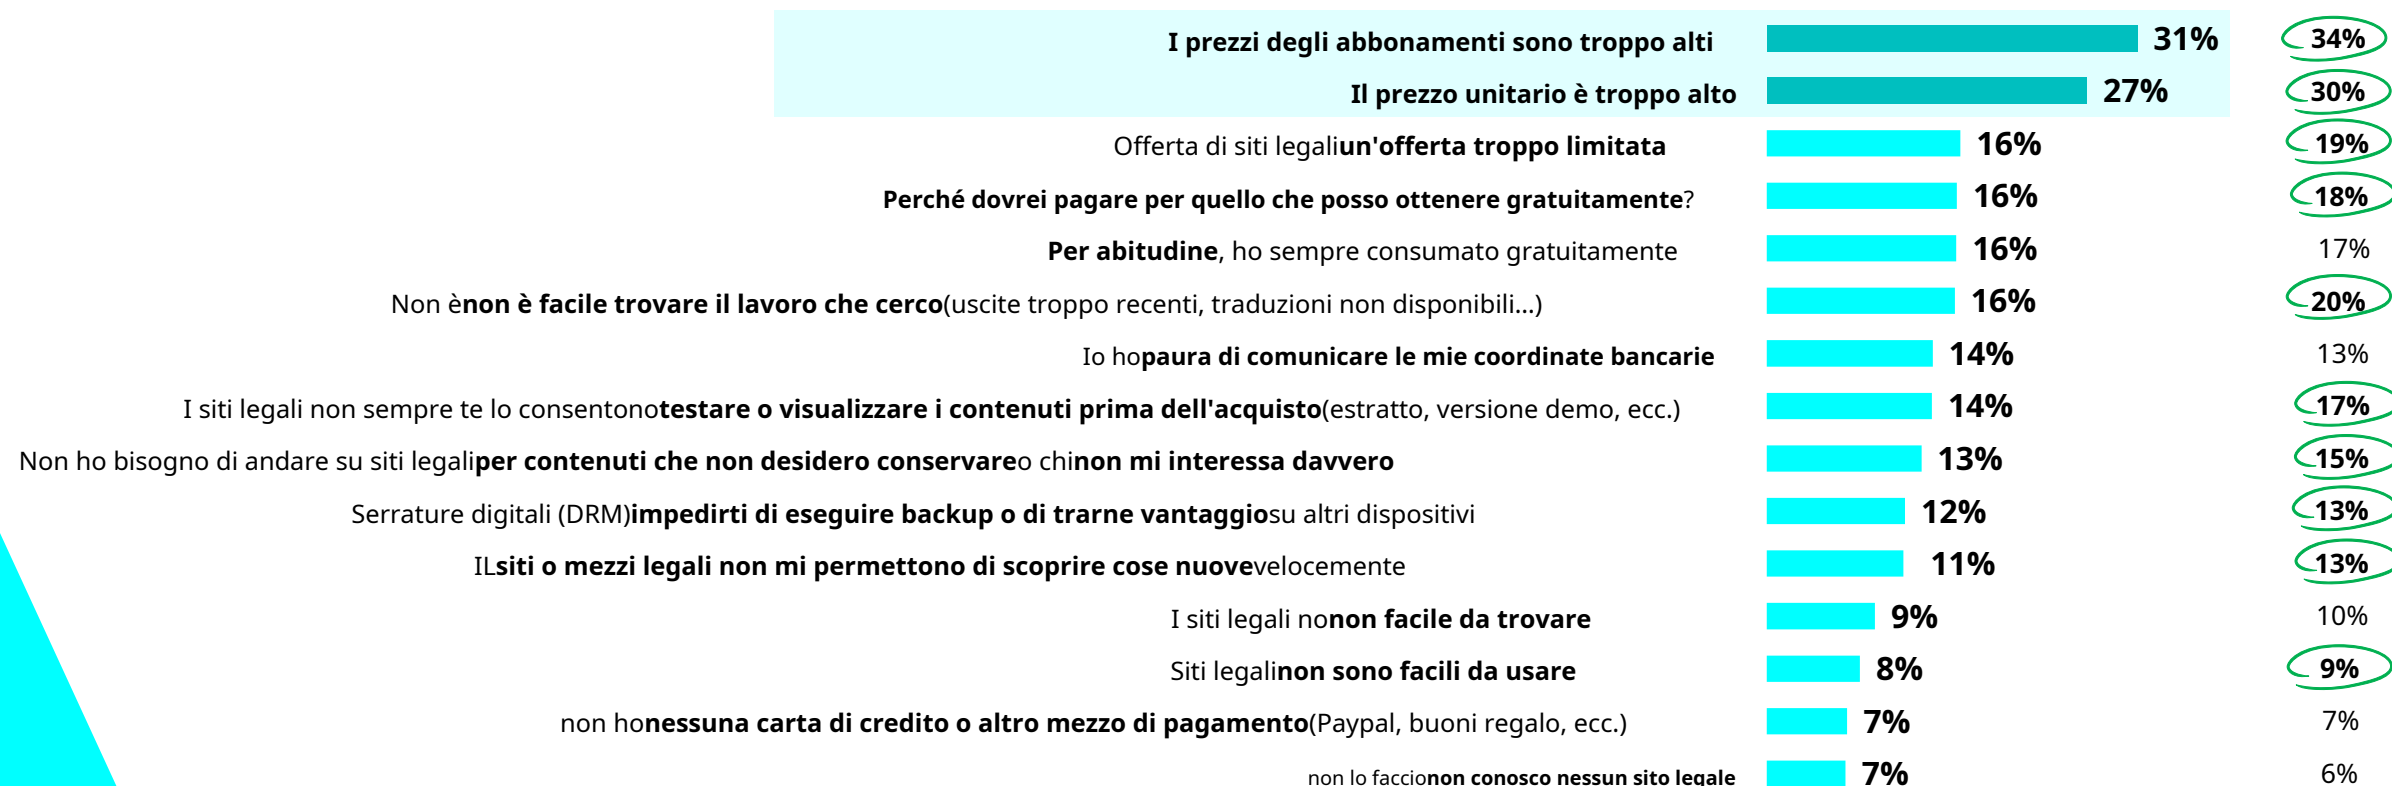 I prezzi degli abbonamenti sono troppo alti 31% 34%
Il prezzo unitario è troppo alto 27% 30%
Offerta di siti legaliun'offerta troppo limitata 16% 19%
Perché dovrei pagare per quello che posso ottenere gratuitamente? 16% 18%
Per abitudine, ho sempre consumato gratuitamente 16% 17%
Non ènon è facile trovare il lavoro che cerco(uscite troppo recenti, traduzioni non disponibili...) 16% 20%
Io hopaura di comunicare le mie coordinate bancarie 14% 13%
I siti legali non sempre te lo consentonotestare o visualizzare i contenuti prima dell'acquisto(estratto, versione demo, ecc.) 14% 17%
Non ho bisogno di andare su siti legaliper contenuti che non desidero conservareo chinon mi interessa davvero 13% 15%
Serrature digitali (DRM)impedirti di eseguire backup o di trarne vantaggiosu altri dispositivi 12% 13%
ILsiti o mezzi legali non mi permettono di scoprire cose nuovevelocemente 11% 13%
I siti legali nonon facile da trovare 9% 10%
Siti legalinon sono facili da usare 8% 9%
non honessuna carta di credito o altro mezzo di pagamento(Paypal, buoni regalo, ecc.) 7% 7%
non lo faccionon conosco nessun sito legale 7% 6%